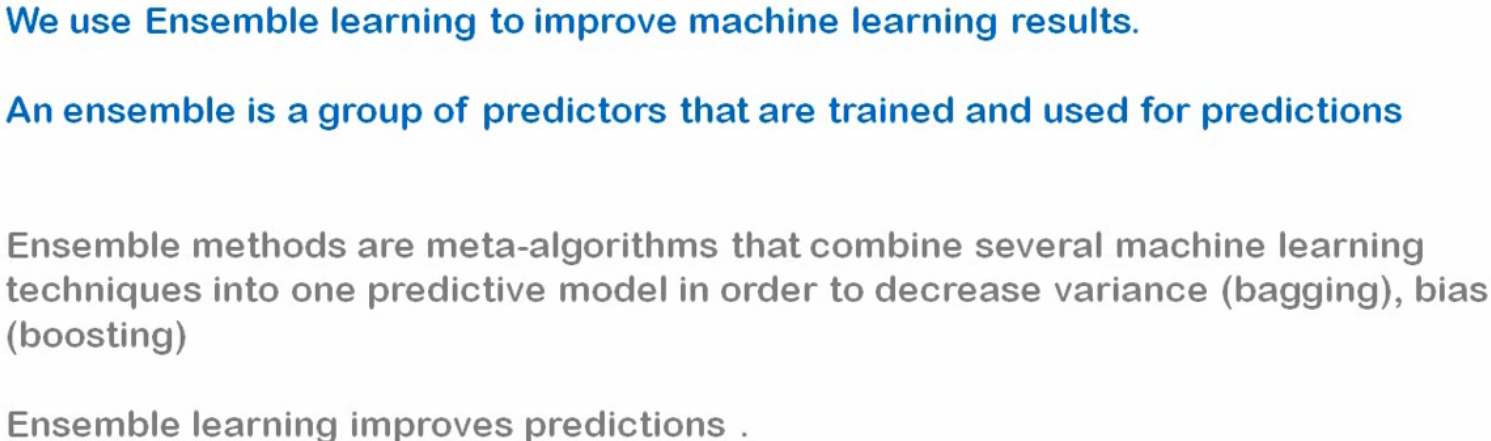 We use Ensemble learning to improve machine learning results.
An ensemble is a group of predictors that are trained and used for predictions
Ensemble methods are meta-algorithms that combine several machine learning
techniques into one predictive model in order to decrease variance (bagging), bias
(boosting)
Ensemble learning improves predictions .